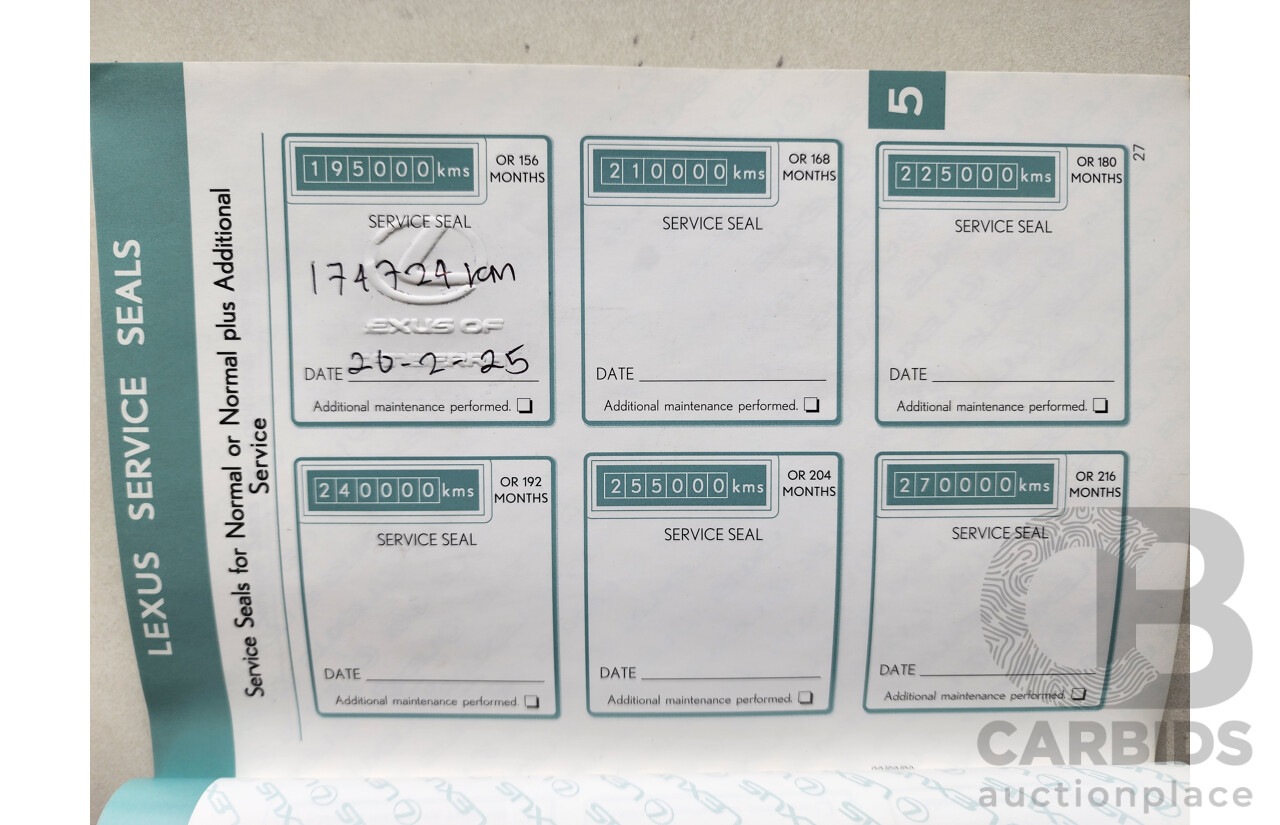 LEXUS SERVICE SEALS
Service Seals for Normal or Normal plus Additional
Service
5
27
195000 kms
OR 156
MONTHS
SERVICE SEAL
174724 km
LEXUS OF
DATE 20-2-25
Additional maintenance performed.
210000 kms
OR 168
MONTHS
SERVICE SEAL
DATE
Additional maintenance performed.
225000 kms
OR 180
MONTHS
SERVICE SEAL
DATE
Additional maintenance performed.
240000 kms
OR 192
MONTHS
SERVICE SEAL
DATE
Additional maintenance performed.
255000 kms
OR 204
MONTHS
SERVICE SEAL
DATE
Additional maintenance performed.
270000 kms
OR 216
MONTHS
SERVICE SEAL
DATE
Additional maintenance performed.
CB
CARBIDS
auctionplace